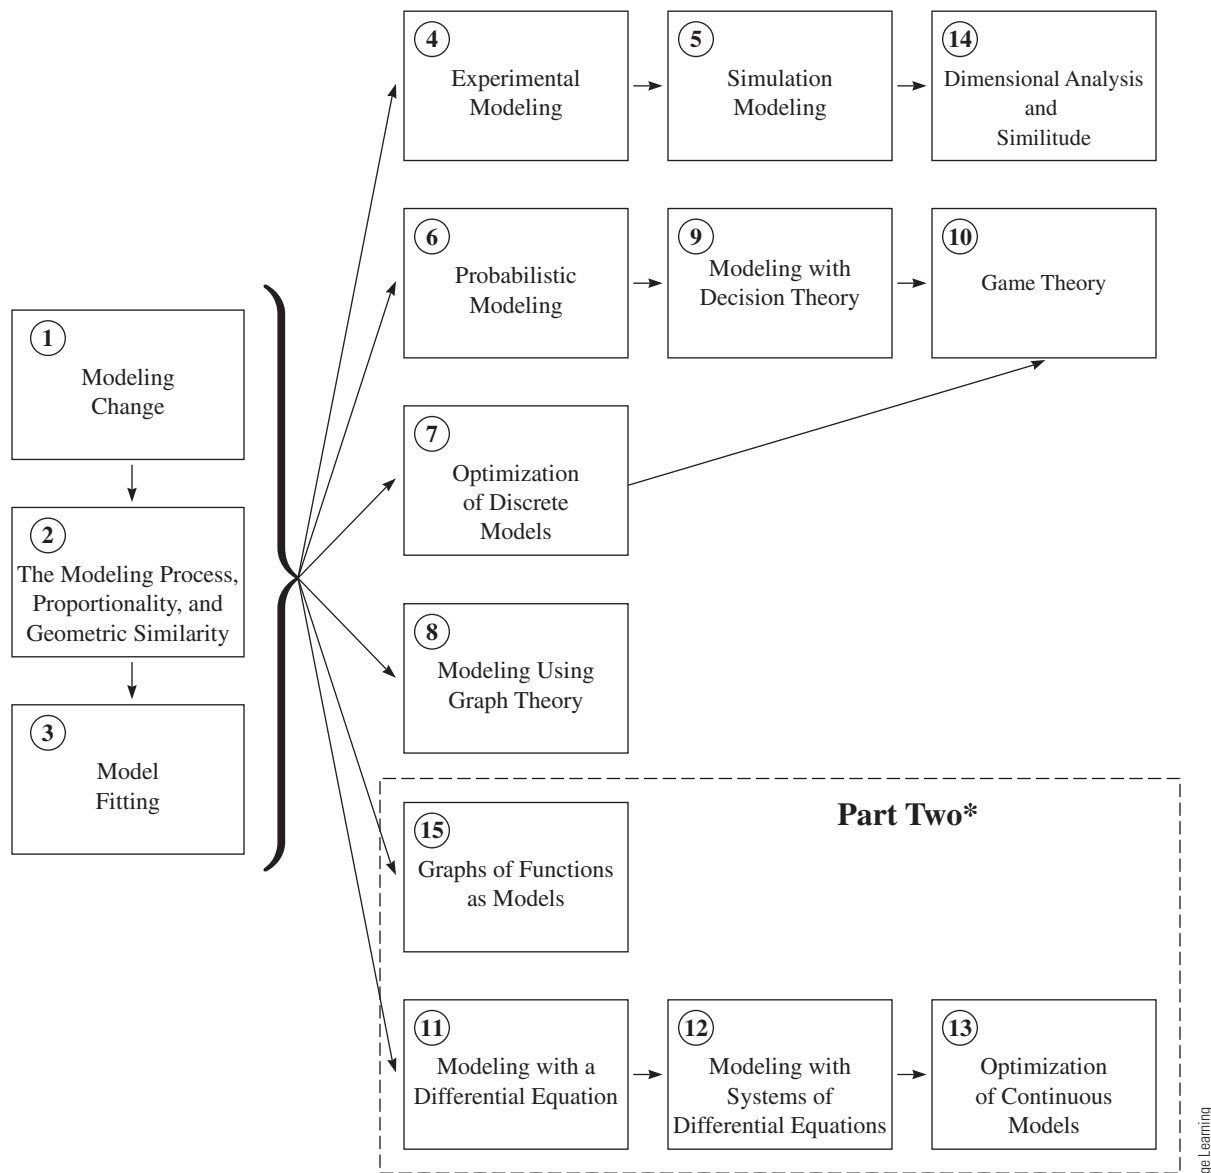 1
Modeling
Change
2
The Modeling Process,
Proportionality, and
Geometric Similarity
3
Model
Fitting
4
Experimental
Modeling
5
Simulation
Modeling
14
Dimensional Analysis
and
Similitude
6
Probabilistic
Modeling
9
Modeling with
Decision Theory
10
Game Theory
7
Optimization
of Discrete
Models
8
Modeling Using
Graph Theory
Part Two*
15
Graphs of Functions
as Models
11
Modeling with a
Differential Equation
12
Modeling with
Systems of
Differential Equations
13
Optimization
of Continuous
Models
Learning